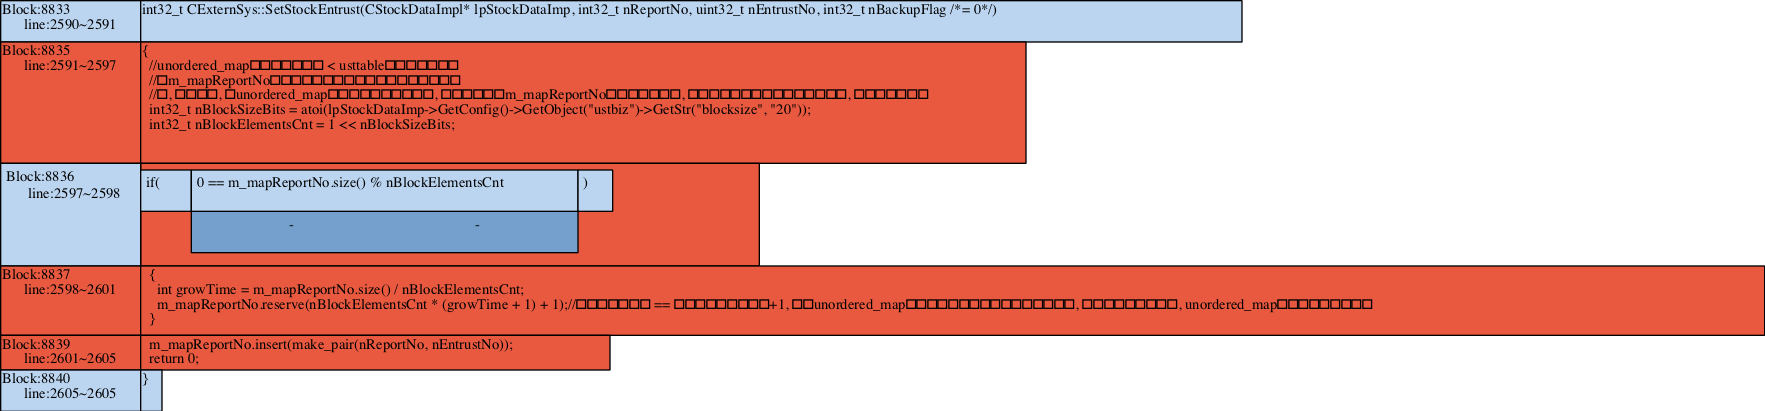 Block:8833
line:2590~2591
int32_t CExternSys::SetStockEntrust(CStockDataImpl* lpStockDataImp, int32_t nReportNo, uint32_t nEntrustNo, int32_t nBackupFlag /*= 0*/)
Block:8835
line:2591~2597
{
//unordered_map < usttable
// m_mapReportNo
// , , unordered_map , m_mapReportNo , ,
int32_t nBlockSizeBits = atoi(lpStockDataImp->GetConfig()->GetObject("ustbiz")->GetStr("blocksize", "20"));
int32_t nBlockElementsCnt = 1 << nBlockSizeBits;
Block:8836
line:2597~2598
if( 0 == m_mapReportNo.size() % nBlockElementsCnt )
- -
Block:8837
line:2598~2601
{
int growTime = m_mapReportNo.size() / nBlockElementsCnt;
m_mapReportNo.reserve(nBlockElementsCnt * (growTime + 1) + 1);// == +1, unordered_map , , unordered_map
}
Block:8839
line:2601~2605
m_mapReportNo.insert(make_pair(nReportNo, nEntrustNo));
return 0;
Block:8840
line:2605~2605
}